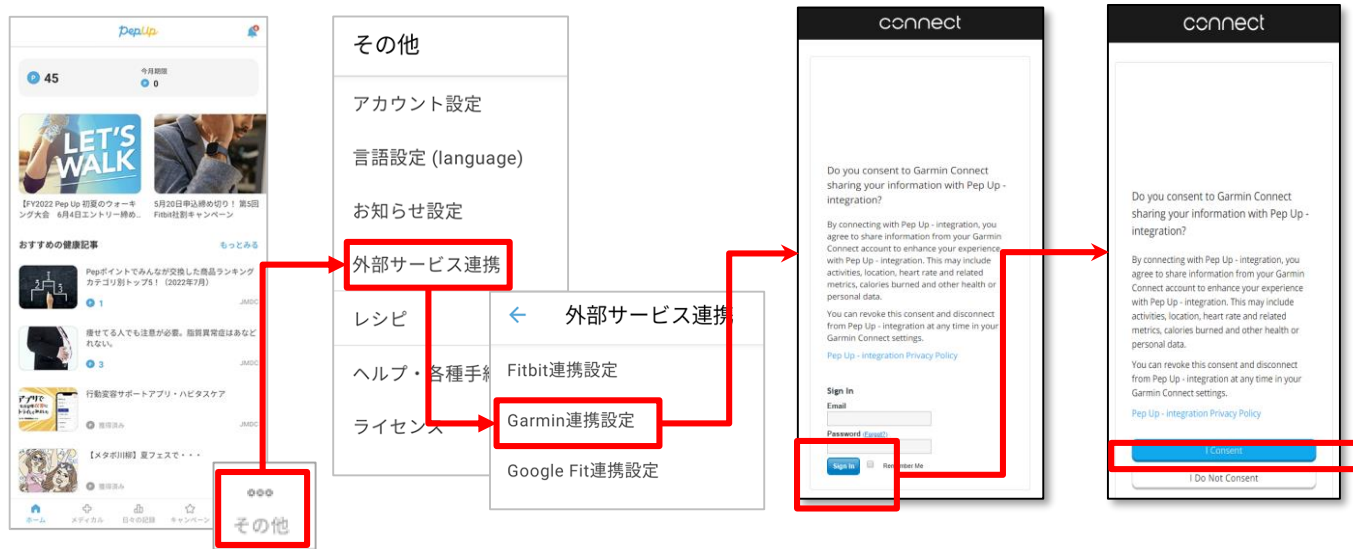 PepUp
45
今月期限
0
LET'S
WALK
【FY2022 Pep Up 初夏のウォーキ
ング大会 6月4日エントリー締め…
5月20日申込締め切り！ 第5回
Fitbit社割キャンペーン
おすすめの健康記事
もっとみる
Pepポイントでみんなが交換した商品ランキング
カテゴリ別トップ5！（2022年7月）
1
JMDC
痩せてる人でも注意が必要。脂質異常症はあなど
れない。
3
JMDC
行動変容サポートアプリ・ハビタスケア
獲得済み
JMDC
【メタボ川柳】夏フェスで・・・
獲得済み
ホーム
メディカル
日々の記録
キャンペーン
その他
その他
アカウント設定
言語設定 (language)
お知らせ設定
外部サービス連携
レシピ
ヘルプ・各種手続
ライセンス
外部サービス連携
Fitbit連携設定
Garmin連携設定
Google Fit連携設定
connect
Do you consent to Garmin Connect
sharing your information with Pep Up -
integration?
By connecting with Pep Up - integration, you
agree to share information from your Garmin
Connect account to enhance your experience
with Pep Up - integration. This may include
activities, location, heart rate and related
metrics, calories burned and other health or
personal data.
You can revoke this consent and disconnect
from Pep Up - integration at any time in your
Garmin Connect settings.
Pep Up - integration Privacy Policy
Sign In
Email
Password (Forgot?)
Sign In
Remember Me
connect
Do you consent to Garmin Connect
sharing your information with Pep Up -
integration?
By connecting with Pep Up - integration, you
agree to share information from your Garmin
Connect account to enhance your experience
with Pep Up - integration. This may include
activities, location, heart rate and related
metrics, calories burned and other health or
personal data.
You can revoke this consent and disconnect
from Pep Up - integration at any time in your
Garmin Connect settings.
Pep Up - integration Privacy Policy
I Consent
I Do Not Consent